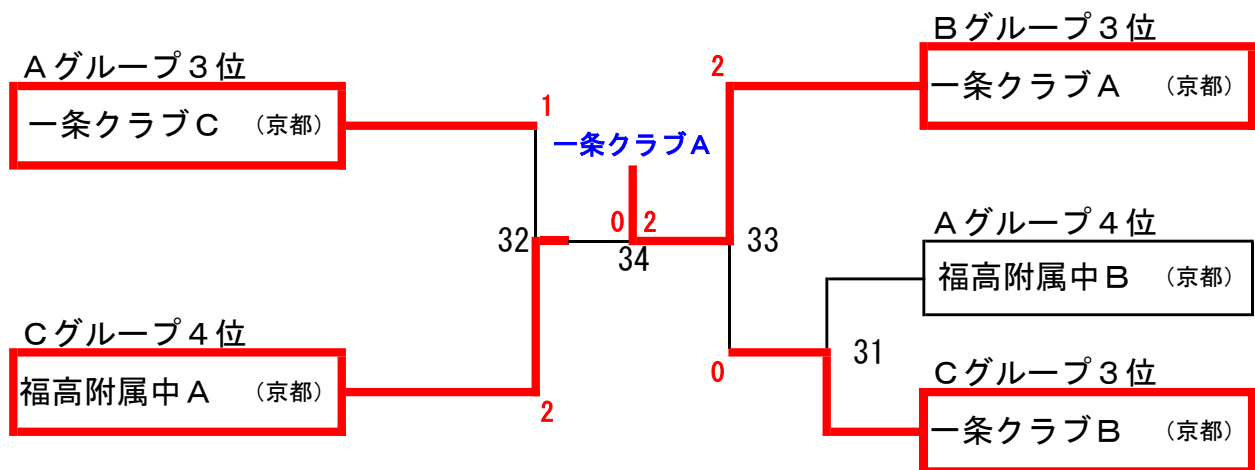 Ｂグループ３位
Ａグループ３位
2
一条クラブＡ （京都）
1
一条クラブＣ （京都）
一条クラブＡ
Ａグループ４位
0 2
32
33
34
福高附属中Ｂ （京都）
Ｃグループ４位
31
0
Ｃグループ３位
福高附属中Ａ （京都）
2
一条クラブＢ （京都）